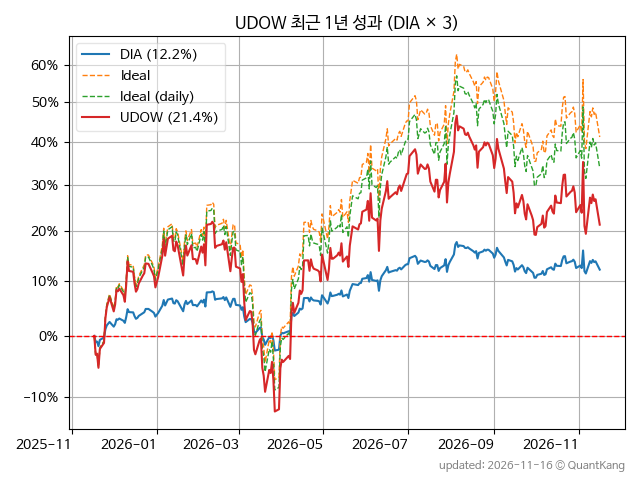 UDOW 최근 1년 성과 (DIA × 3)
DIA (12.2%)
Ideal
Ideal (daily)
UDOW (21.4%)
60%
50%
40%
30%
20%
10%
0%
−10%
2025−11
2026−01
2026−03
2026−05
2026−07
2026−09
2026−11
updated: 2026−11−16 © QuantKang